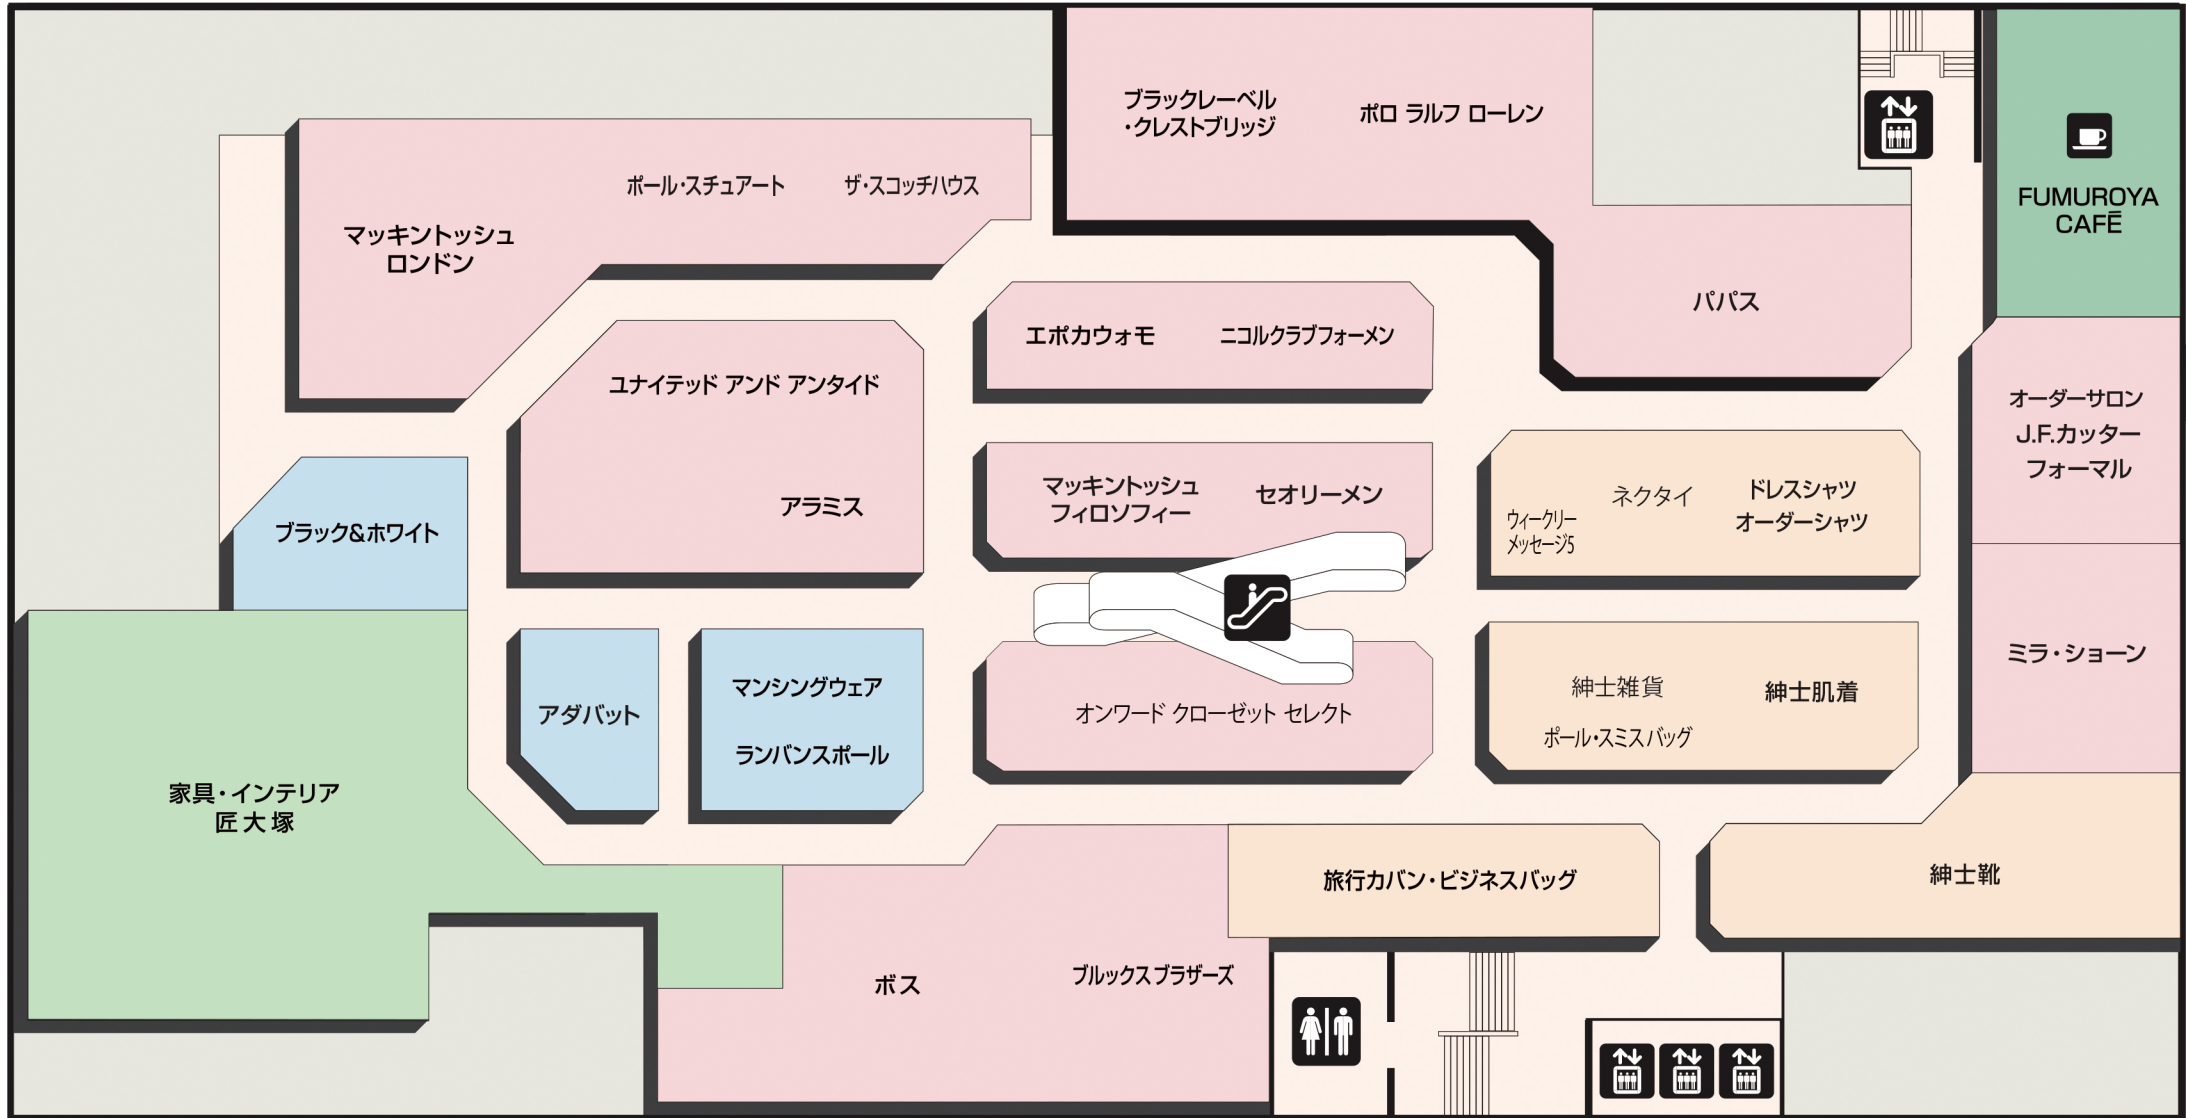 ブラックレーベル
・クレストブリッジ
ポロ ラルフ ローレン
FUMUROYA
CAFÉ
ポール・スチュアート
ザ・スコッチハウス
マッキントッシュ
ロンドン
パパス
エポカウォモ
ニコルクラブフォーメン
ユナイテッド アンド アンタイド
アラミス
オーダーサロン
J.F.カッター
フォーマル
マッキントッシュ
フィロソフィー
セオリーメン
ウィークリー
メッセージ5
ネクタイ
ドレスシャツ
オーダーシャツ
ブラック&ホワイト
ミラ・ショーン
アダバット
マンシングウェア
ランバンスポール
オンワード クローゼット セレクト
紳士雑貨
紳士肌着
ポール・スミス バッグ
家具・インテリア
匠大塚
旅行カバン・ビジネスバッグ
紳士靴
ボス
ブルックス ブラザーズ